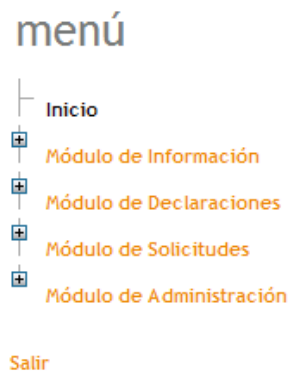 menú
Inicio
Módulo de Información
Módulo de Declaraciones
Módulo de Solicitudes
Módulo de Administración
Salir